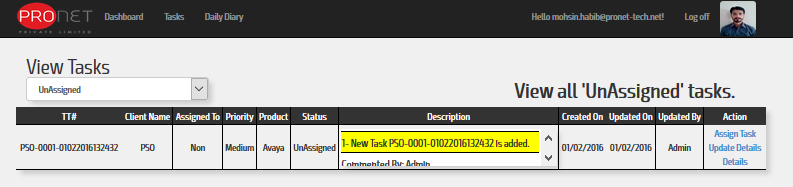 PRONET
PRIVATE LIMITED
Dashboard Tasks Daily Diary Hello mohsin.habib@pronet-tech.net! Log off
View Tasks
UnAssigned
View all 'UnAssigned' tasks.
TT# Client Name Assigned To Priority Product Status Description Created On Updated On Updated By Action
PSO-0001-01022016132432 PSO Non Medium Avaya UnAssigned 1- New Task PSO-0001-01022016132432 Is added. 01/02/2016 01/02/2016 Admin Assign Task
Update Details
Details
Commented By: Admin